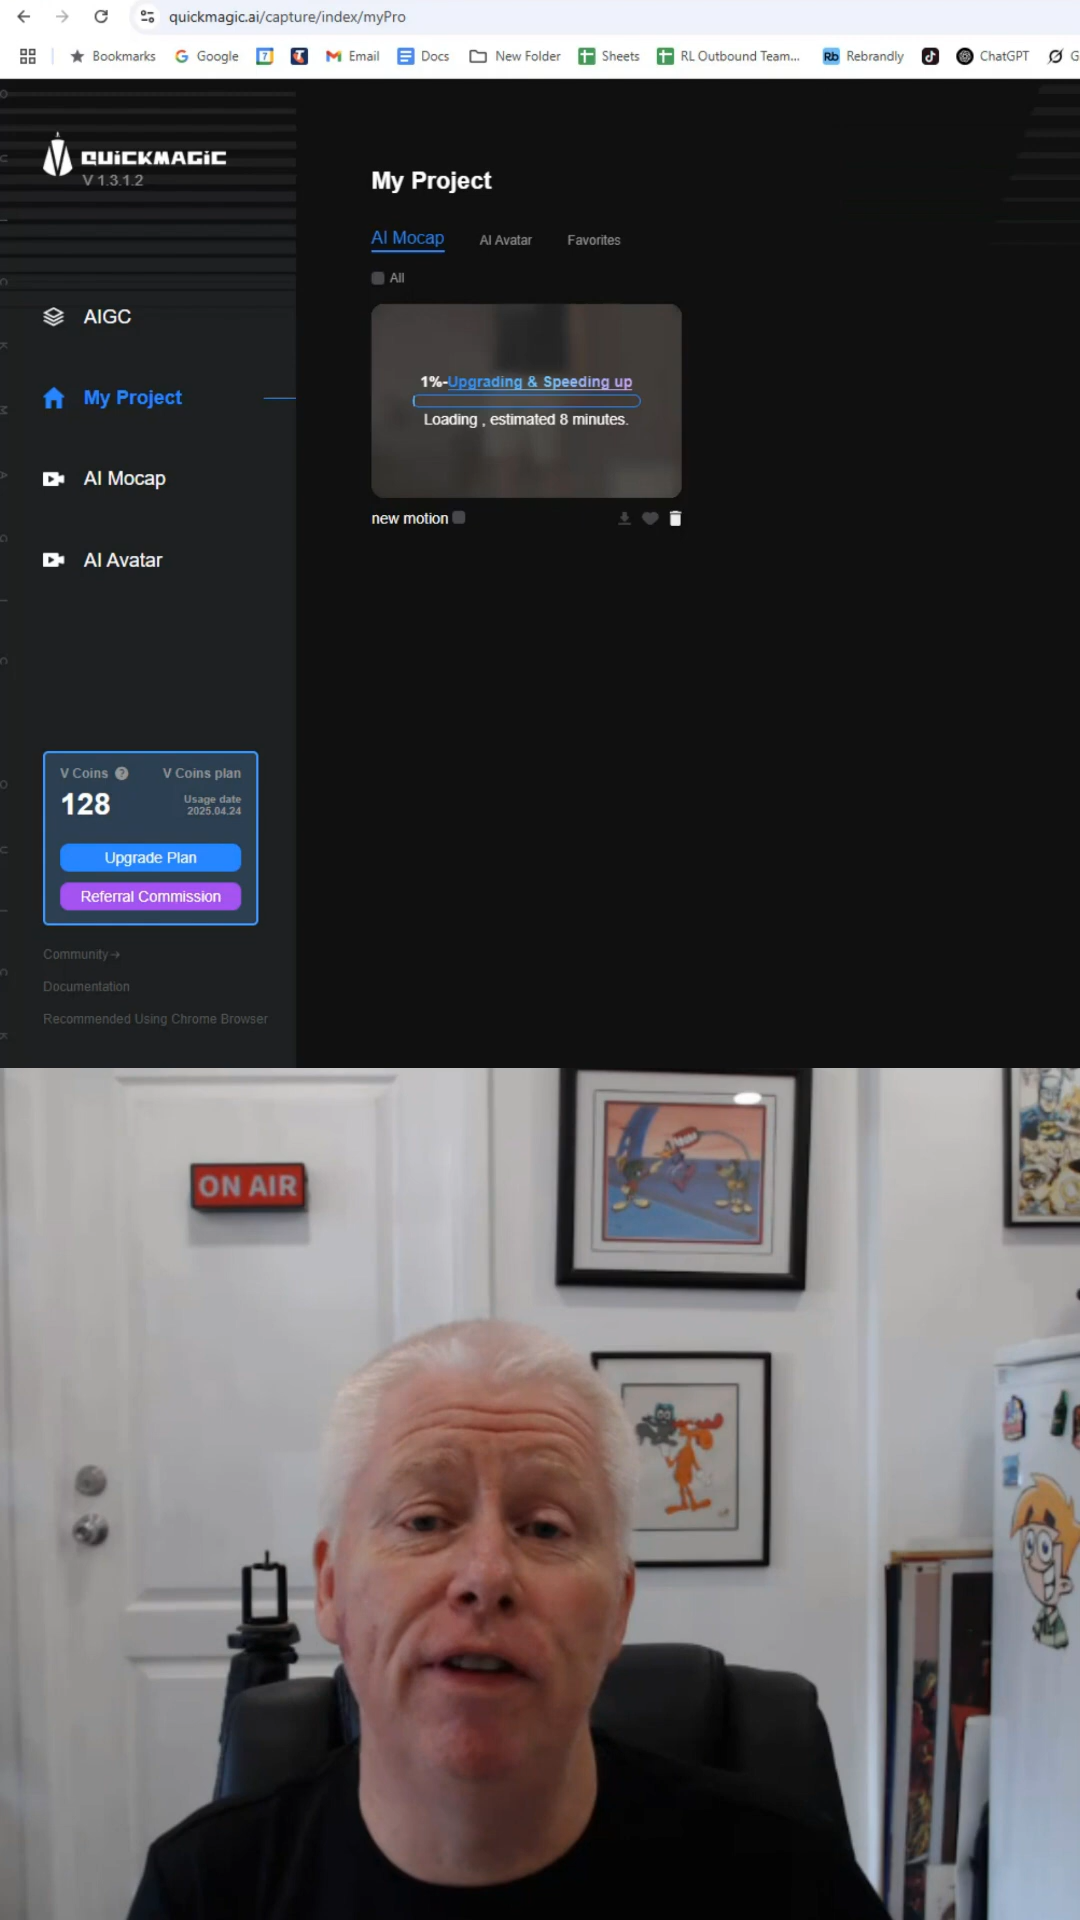 quickmagic.ai/capture/index/myPro
Bookmarks Google 7 Email Docs New Folder Sheets RL Outbound Team... Rb Rebrandly ChatGPT G
QUICKMAGIC
V 1.3.1.2
AIGC
My Project
AI Mocap
AI Avatar
V Coins ? V Coins plan
128 Usage date
2025.04.24
Upgrade Plan
Referral Commission
Community→
Documentation
Recommended Using Chrome Browser
My Project
AI Mocap AI Avatar Favorites
All
1%-Upgrading & Speeding up
Loading , estimated 8 minutes.
new motion
ON AIR